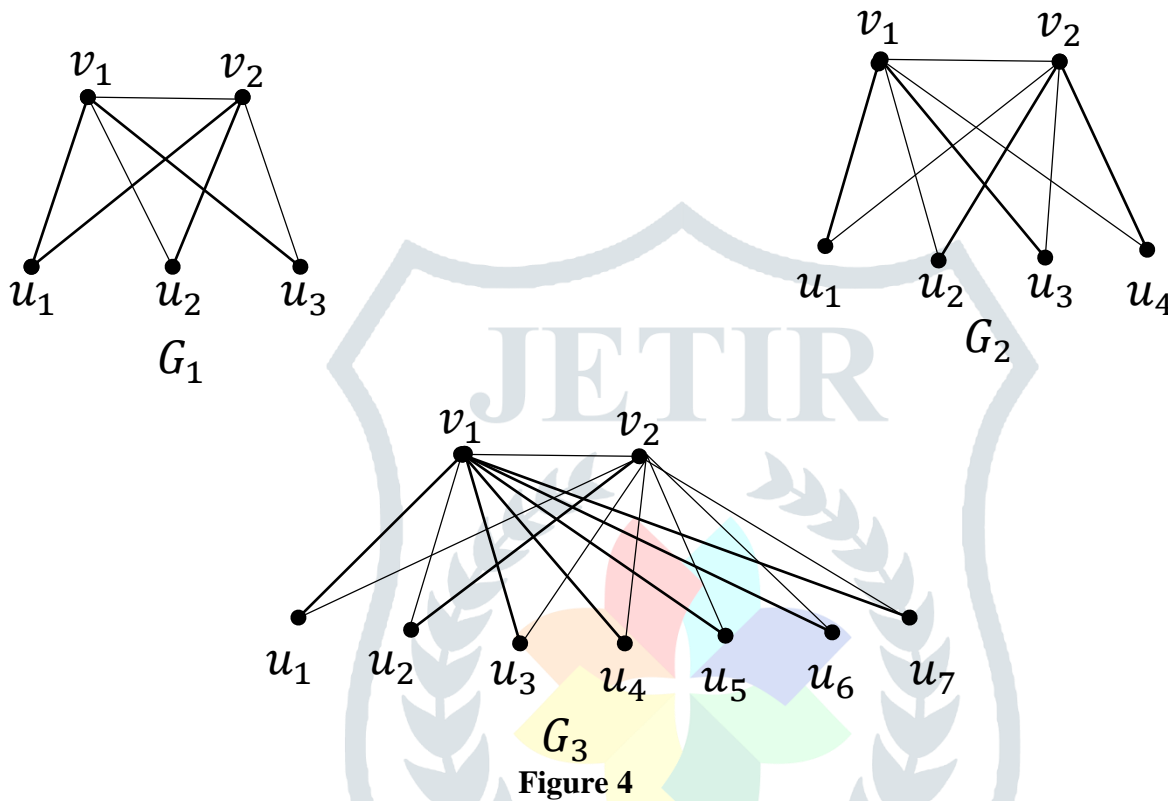 v₁ v₂
u₁ u₂ u₃
G₁
v₁ v₂
u₁ u₂ u₃ u₄
G₂
JETIR
v₁ v₂
u₁ u₂ u₃ u₄ u₅ u₆ u₇
G₃
Figure 4